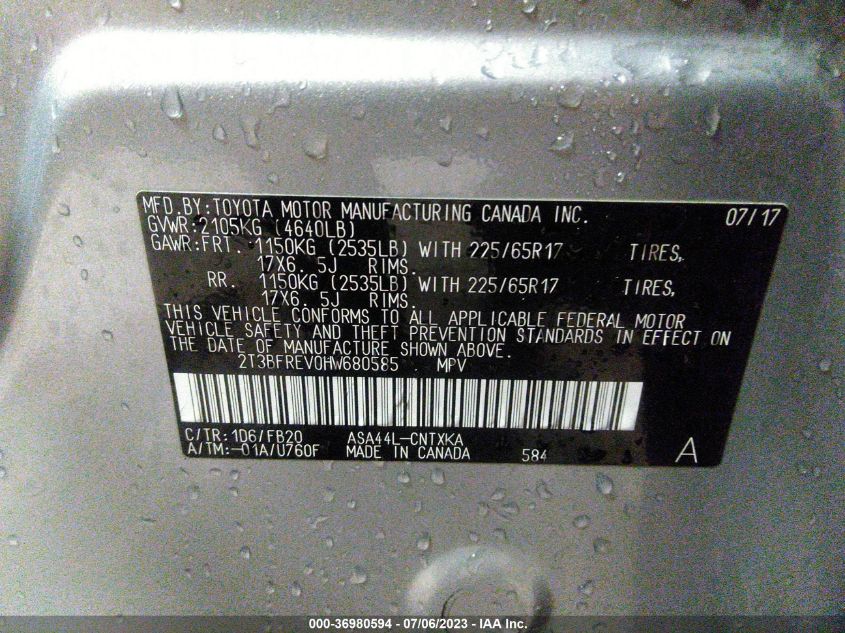 MFD.BY:TOYOTA MOTOR MANUFACTURING CANADA INC. 07/17
GVWR:2105KG (4640LB)
GAWR:FRT. 1150KG (2535LB) WITH 225/65R17 TIRES,
17X6. 5J RIMS.
RR. 1150KG (2535LB) WITH 225/65R17 TIRES,
17X6. 5J RIMS.
THIS VEHICLE CONFORMS TO ALL APPLICABLE FEDERAL MOTOR
VEHICLE SAFETY AND THEFT PREVENTION STANDARDS IN EFFECT ON
THE DATE OF MANUFACTURE SHOWN ABOVE.
2T3BFREV0HW680585 MPV
C/TR:1D6/FB20 ASA44L-CNTXKA
A/TM:-01A/U760F MADE IN CANADA 584 A
000-36980594 - 07/06/2023 - IAA Inc.